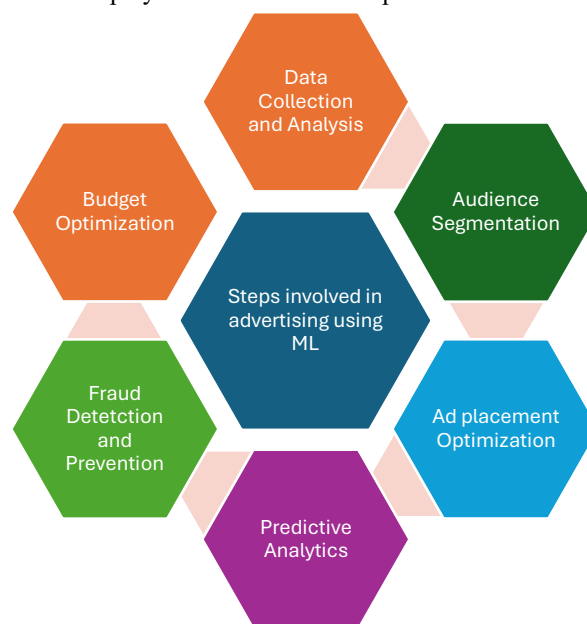 Data
Collection
and Analysis
Audience
Segmentation
Ad placement
Optimization
Predictive
Analytics
Fraud
Detetction
and
Prevention
Budget
Optimization
Steps involved in
advertising using
ML